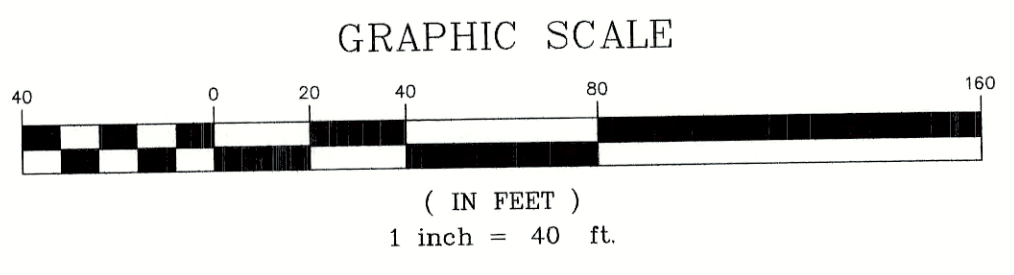 GRAPHIC SCALE
40 0 20 40 80 160
( IN FEET )
1 inch = 40 ft.